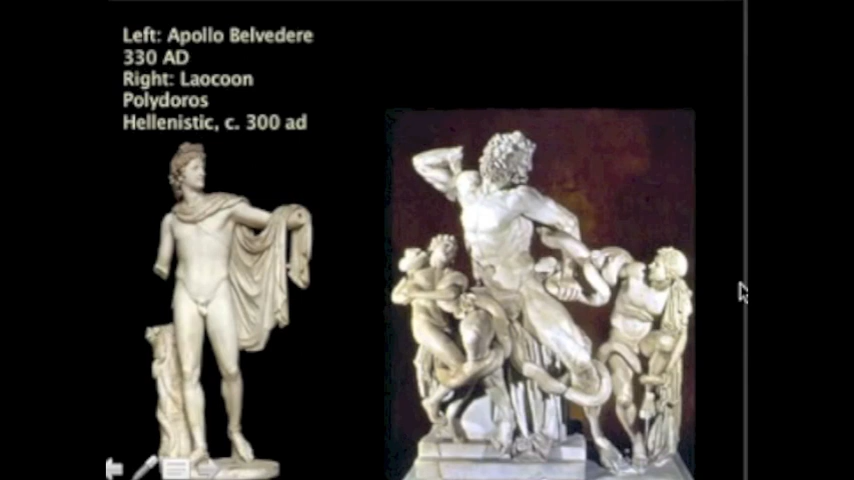 Left: Apollo Belvedere
330 AD
Right: Laocoon
Polydoros
Hellenistic, c. 300 ad